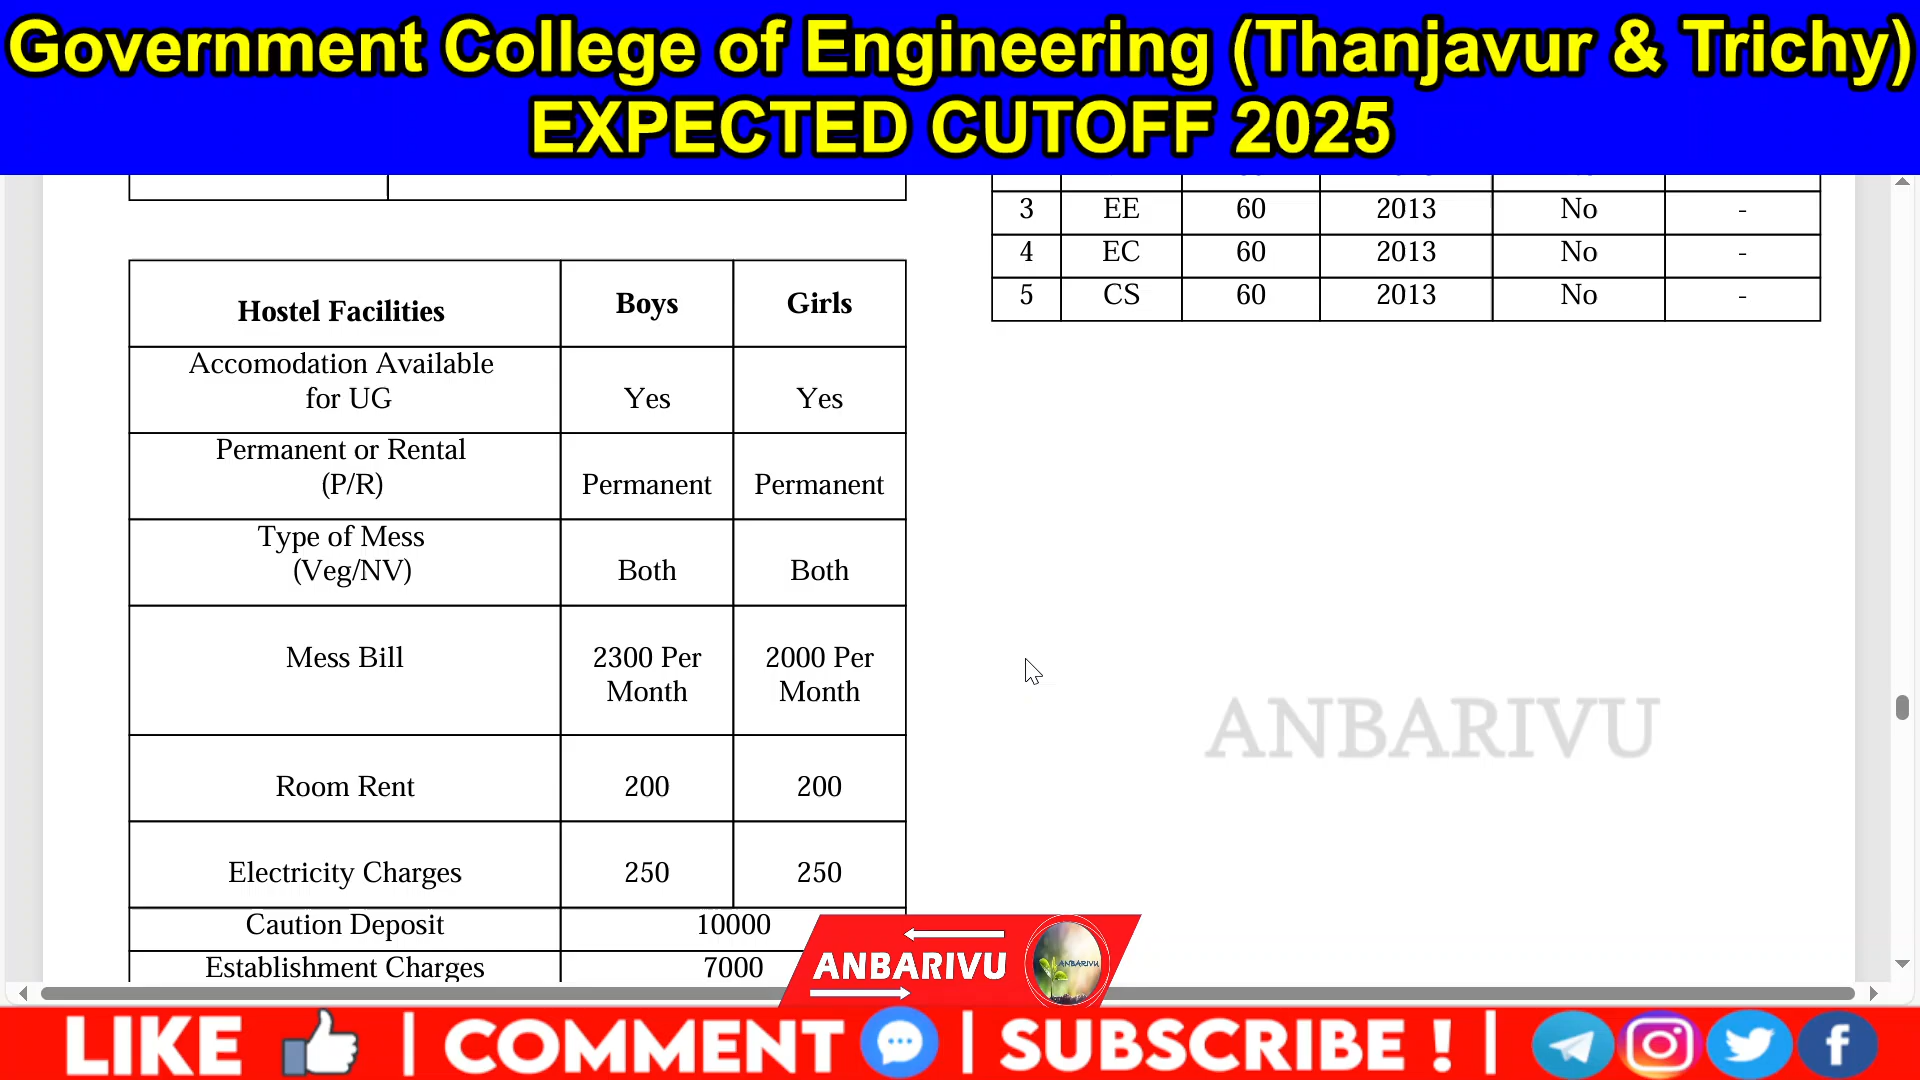 Government College of Engineering (Thanjavur & Trichy)
EXPECTED CUTOFF 2025
3 EE 60 2013 No -
4 EC 60 2013 No -
5 CS 60 2013 No -
Hostel Facilities Boys Girls
Accomodation Available
for UG Yes Yes
Permanent or Rental
(P/R) Permanent Permanent
Type of Mess
(Veg/NV) Both Both
Mess Bill 2300 Per 2000 Per
Month Month
Room Rent 200 200
Electricity Charges 250 250
Caution Deposit 10000
Establishment Charges 7000
ANBARIVU
ANBARIVU
ANBARIVU
LIKE | COMMENT | SUBSCRIBE ! |